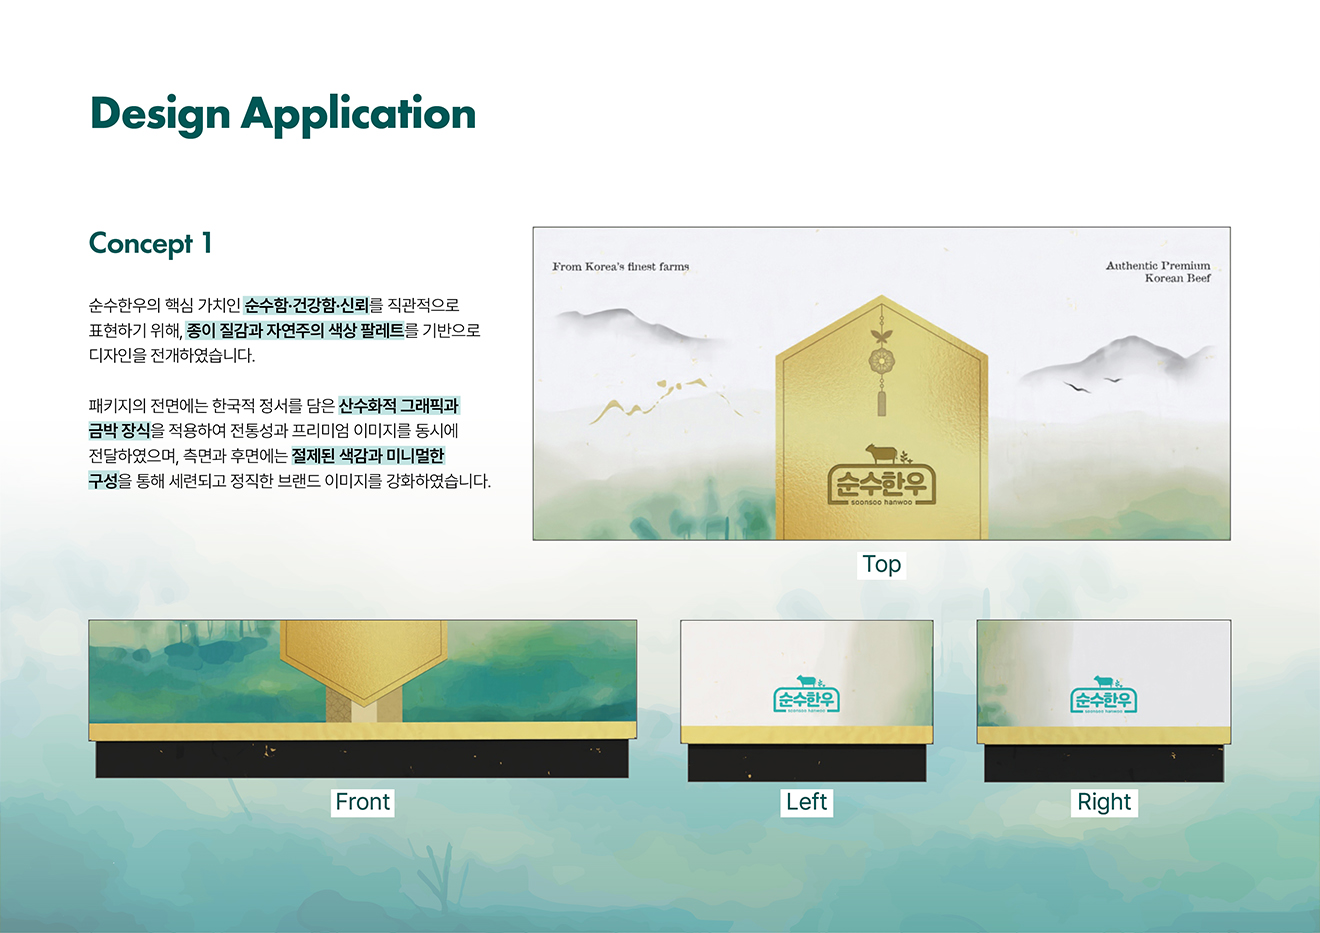 Design Application
Concept 1
순수한우의 핵심 가치인 순수함·건강함·신뢰를 직관적으로
표현하기 위해, 종이 질감과 자연주의 색상 팔레트를 기반으로
디자인을 전개하였습니다.
패키지의 전면에는 한국적 정서를 담은 산수화적 그래픽과
금박 장식을 적용하여 전통성과 프리미엄 이미지를 동시에
전달하였으며, 측면과 후면에는 절제된 색감과 미니멀한
구성을 통해 세련되고 정직한 브랜드 이미지를 강화하였습니다.
From Korea's finest farms
Authentic Premium
Korean Beef
순수한우
soonsoo hanwoo
Top
Front
순수한우
soonsoo hanwoo
Left
순수한우
soonsoo hanwoo
Right